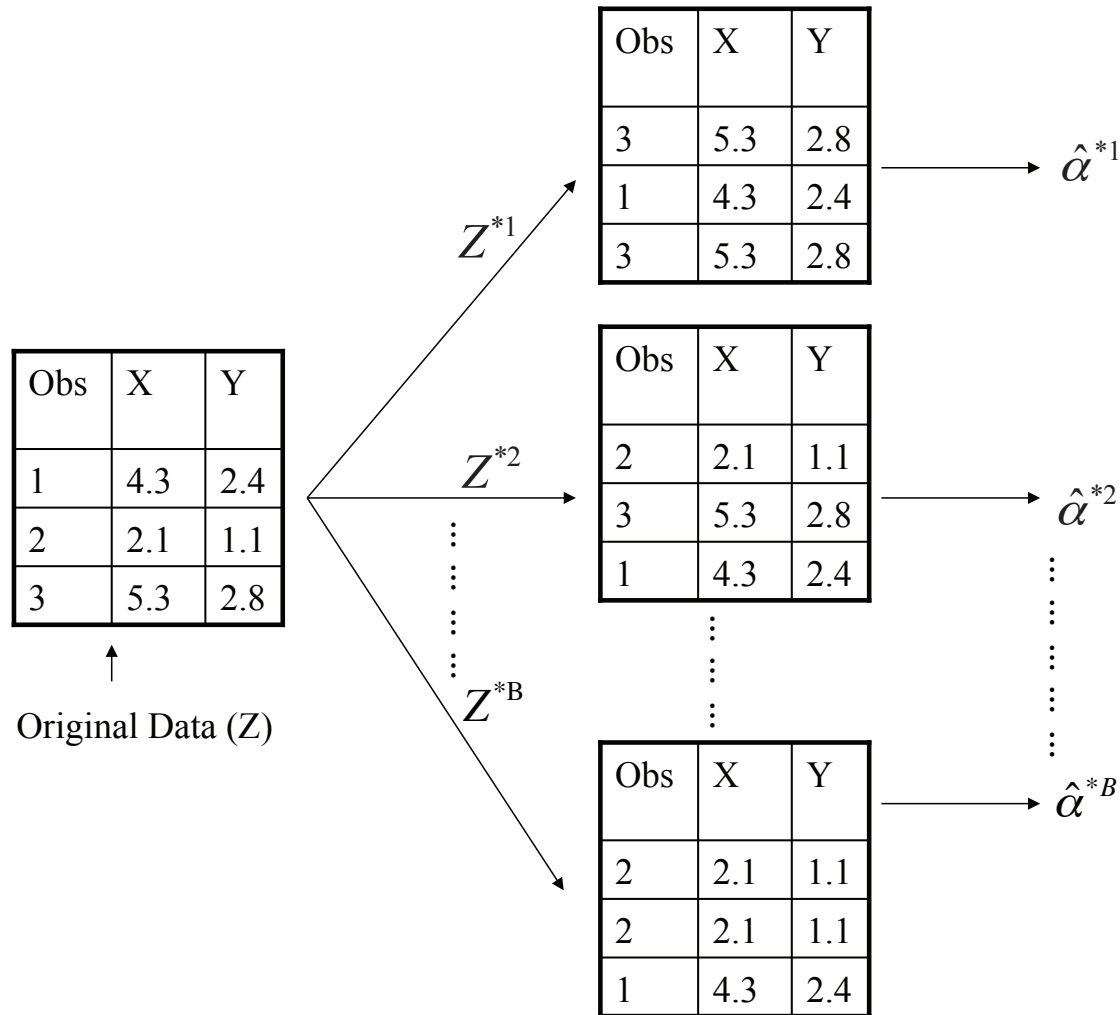 Obs X Y
3 5.3 2.8
1 4.3 2.4
3 5.3 2.8
α̂*1
Z*1
Obs X Y
1 4.3 2.4
2 2.1 1.1
3 5.3 2.8
Original Data (Z)
Z*2
Obs X Y
2 2.1 1.1
3 5.3 2.8
1 4.3 2.4
α̂*2
Z*B
Obs X Y
2 2.1 1.1
2 2.1 1.1
1 4.3 2.4
α̂*B